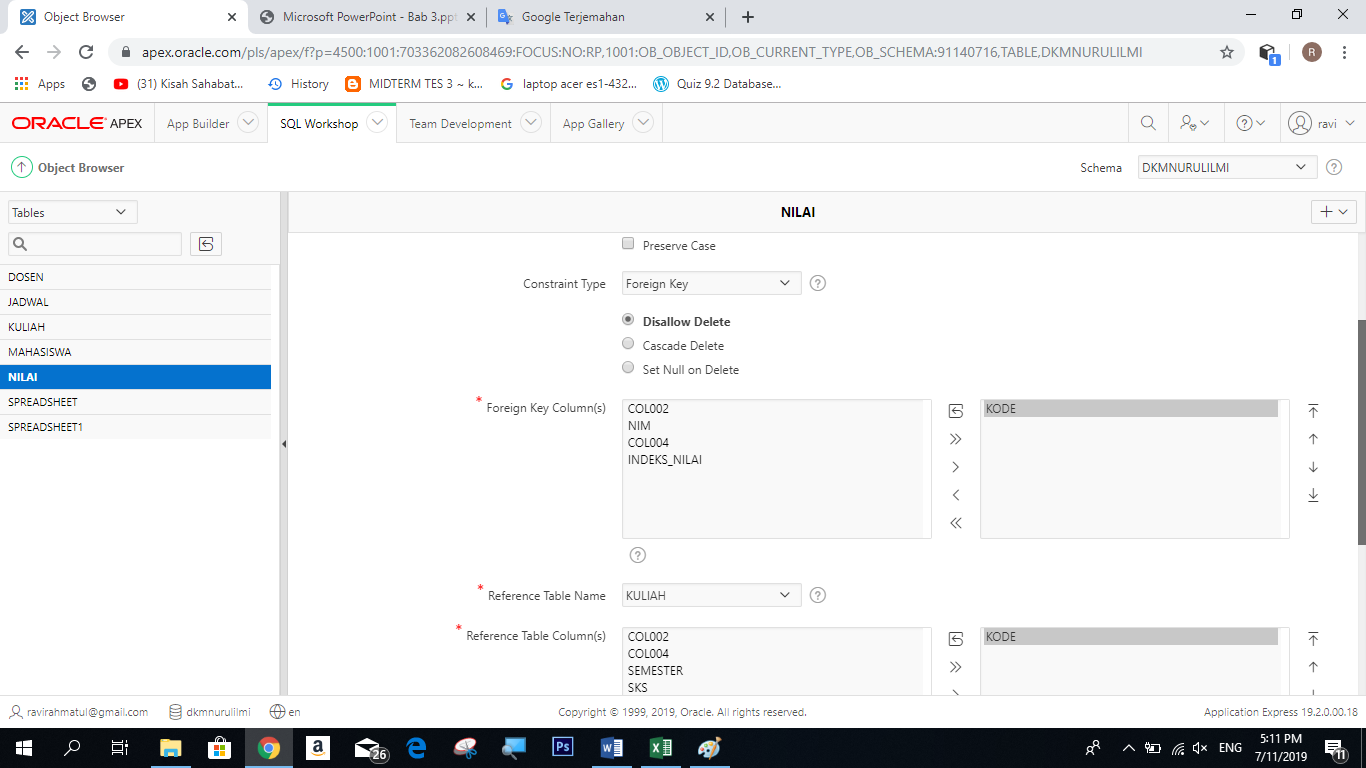 Object Browser
Microsoft PowerPoint - Bab 3.ppt
Google Terjemahan
apex.oracle.com/pls/apex/f?p=4500:1001:703362082608469:FOCUS:NO:RP,1001:OB_OBJECT_ID,OB_CURRENT_TYPE,OB_SCHEMA:91140716,TABLE,DKMNURULILMI
R
1
Apps
(31) Kisah Sahabat...
History
MIDTERM TES 3 ~ k...
laptop acer es1-432...
Quiz 9.2 Database...
ORACLE APEX
App Builder
SQL Workshop
Team Development
App Gallery
ravi
Object Browser
Schema
DKMNURULILMI
Tables
NILAI
DOSEN
JADWAL
KULIAH
MAHASISWA
NILAI
SPREADSHEET
SPREADSHEET1
Preserve Case
Constraint Type
Foreign Key
Disallow Delete
Cascade Delete
Set Null on Delete
* Foreign Key Column(s)
COL002
NIM
COL004
INDEKS_NILAI
KODE
* Reference Table Name
KULIAH
* Reference Table Column(s)
COL002
COL004
SEMESTER
SKS
KODE
ravirahmatul@gmail.com
dkmnurulilmi
en
Copyright © 1999, 2019, Oracle. All rights reserved.
Application Express 19.2.0.00.18
a
26
Ps
ENG
5:11 PM
7/11/2019
11